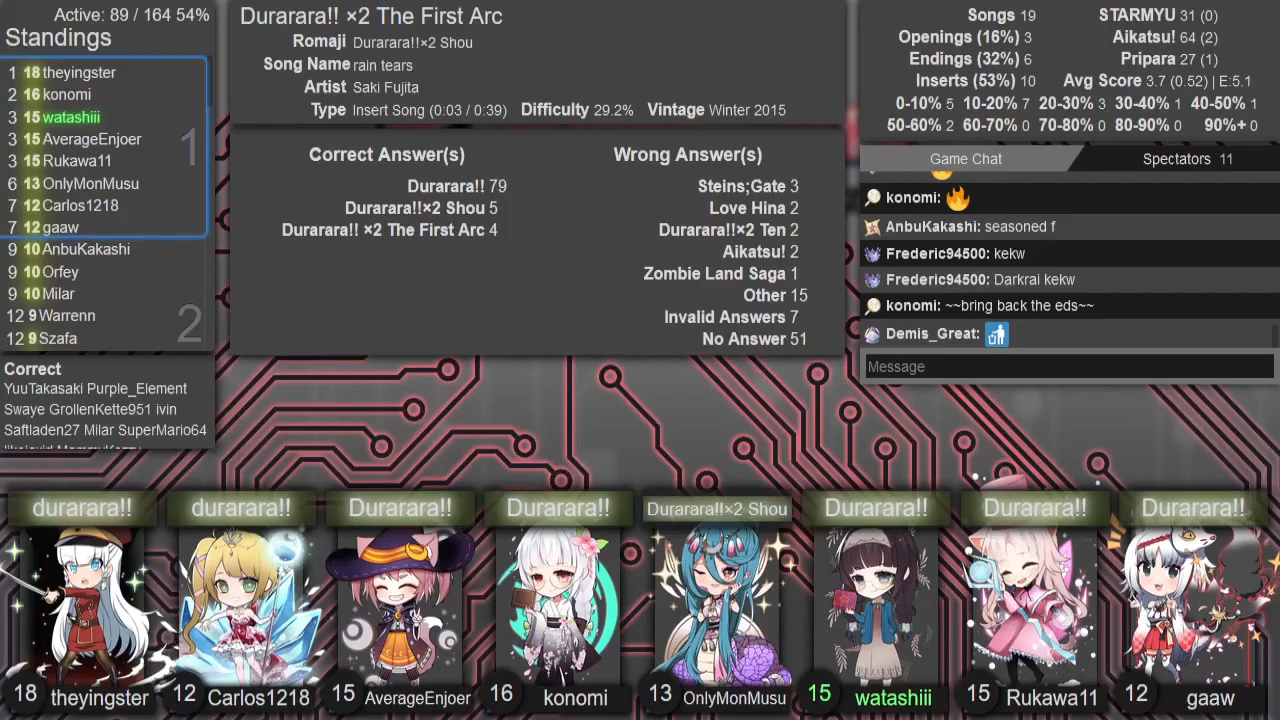 Active: 89 / 164 54%
Standings
1 18 theyingster
2 16 konomi
3 15 watashiii
3 15 AverageEnjoer
3 15 Rukawa11
6 13 OnlyMonMusu
7 12 Carlos1218
7 12 gaaw
1
9 10 AnbuKakashi
9 10 Orfey
9 10 Milar
12 9 Warrenn
12 9 Szafa
2
Correct
YuuTakasaki Purple_Element
Swaye GrollenKette951 ivin
Saftladen27 Milar SuperMario64
Durarara!! ×2 The First Arc
Romaji Durarara!!×2 Shou
Song Name rain tears
Artist Saki Fujita
Type Insert Song (0:03 / 0:39) Difficulty 29.2% Vintage Winter 2015
Correct Answer(s)
Durarara!! 79
Durarara!!×2 Shou 5
Durarara!! ×2 The First Arc 4
Wrong Answer(s)
Steins;Gate 3
Love Hina 2
Durarara!!×2 Ten 2
Aikatsu! 2
Zombie Land Saga 1
Other 15
Invalid Answers 7
No Answer 51
Songs 19 STARMYU 31 (0)
Openings (16%) 3 Aikatsu! 64 (2)
Endings (32%) 6 Pripara 27 (1)
Inserts (53%) 10 Avg Score 3.7 (0.52) | E:5.1
0-10% 5 10-20% 7 20-30% 3 30-40% 1 40-50% 1
50-60% 2 60-70% 0 70-80% 0 80-90% 0 90%+ 0
Game Chat Spectators 11
konomi:
AnbuKakashi: seasoned f
Frederic94500: kekw
Frederic94500: Darkrai kekw
konomi: ~~bring back the eds~~
Demis_Great:
Message
durarara!! durarara!! Durarara!! Durarara!! Durarara!!×2 Shou Durarara!! Durarara!! Durarara!!
18 theyingster 12 Carlos1218 15 AverageEnjoer 16 konomi 13 OnlyMonMusu 15 watashiii 15 Rukawa11 12 gaaw